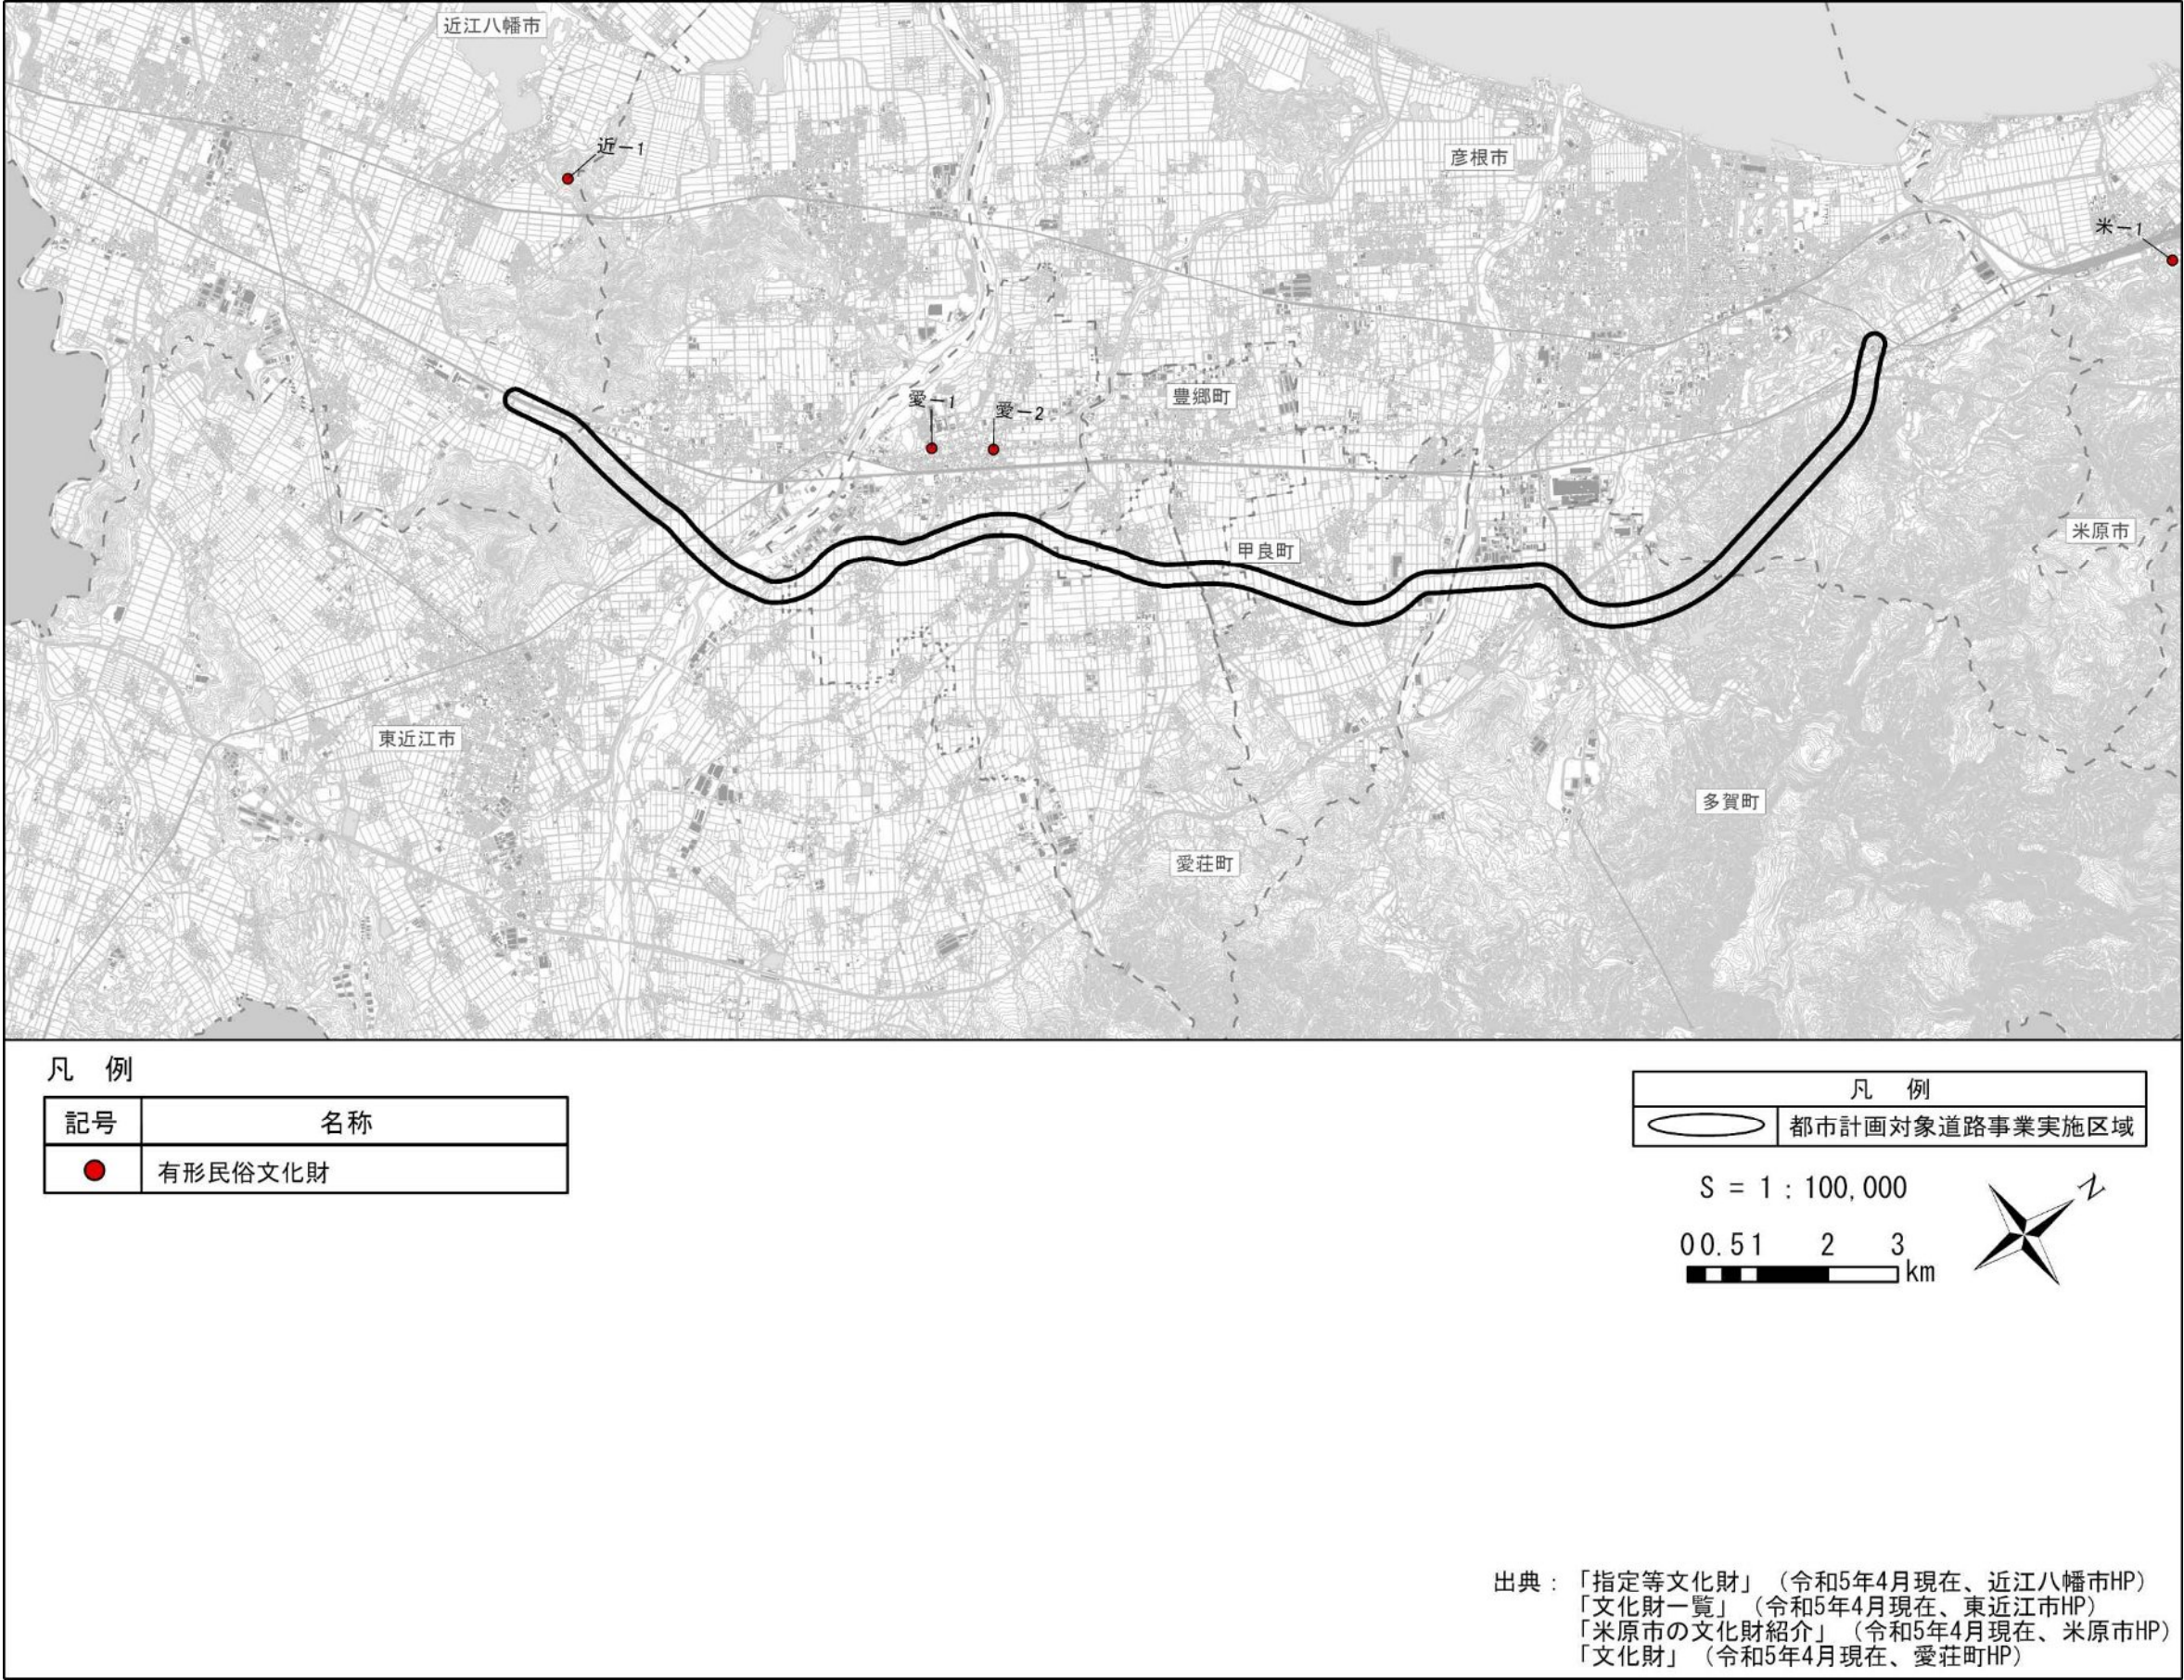 近江八幡市
近ー1
彦根市
米ー1
愛ー1
愛ー2
豊郷町
甲良町
米原市
東近江市
多賀町
愛荘町
凡 例
記号 名称
有形民俗文化財
凡 例
都市計画対象道路事業実施区域
S = 1 : 100,000
N
0 0.5 1 2 3
km
出典：「指定等文化財」（令和5年4月現在、近江八幡市HP）
「文化財一覧」（令和5年4月現在、東近江市HP）
「米原市の文化財紹介」（令和5年4月現在、米原市HP）
「文化財」（令和5年4月現在、愛荘町HP）